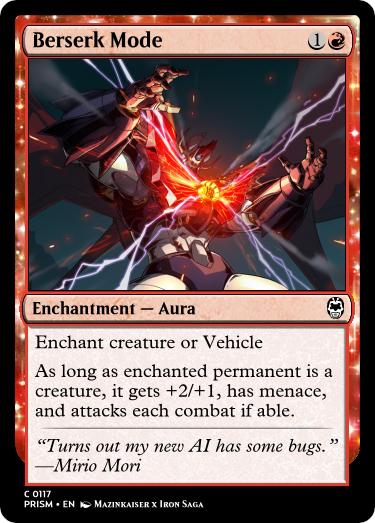 Berserk Mode 1
Enchantment — Aura
Enchant creature or Vehicle
As long as enchanted permanent is a
creature, it gets +2/+1, has menace,
and attacks each combat if able.
“Turns out my new AI has some bugs.”
—Mirio Mori
C 0117
PRISM • EN Mazinkaiser x Iron Saga